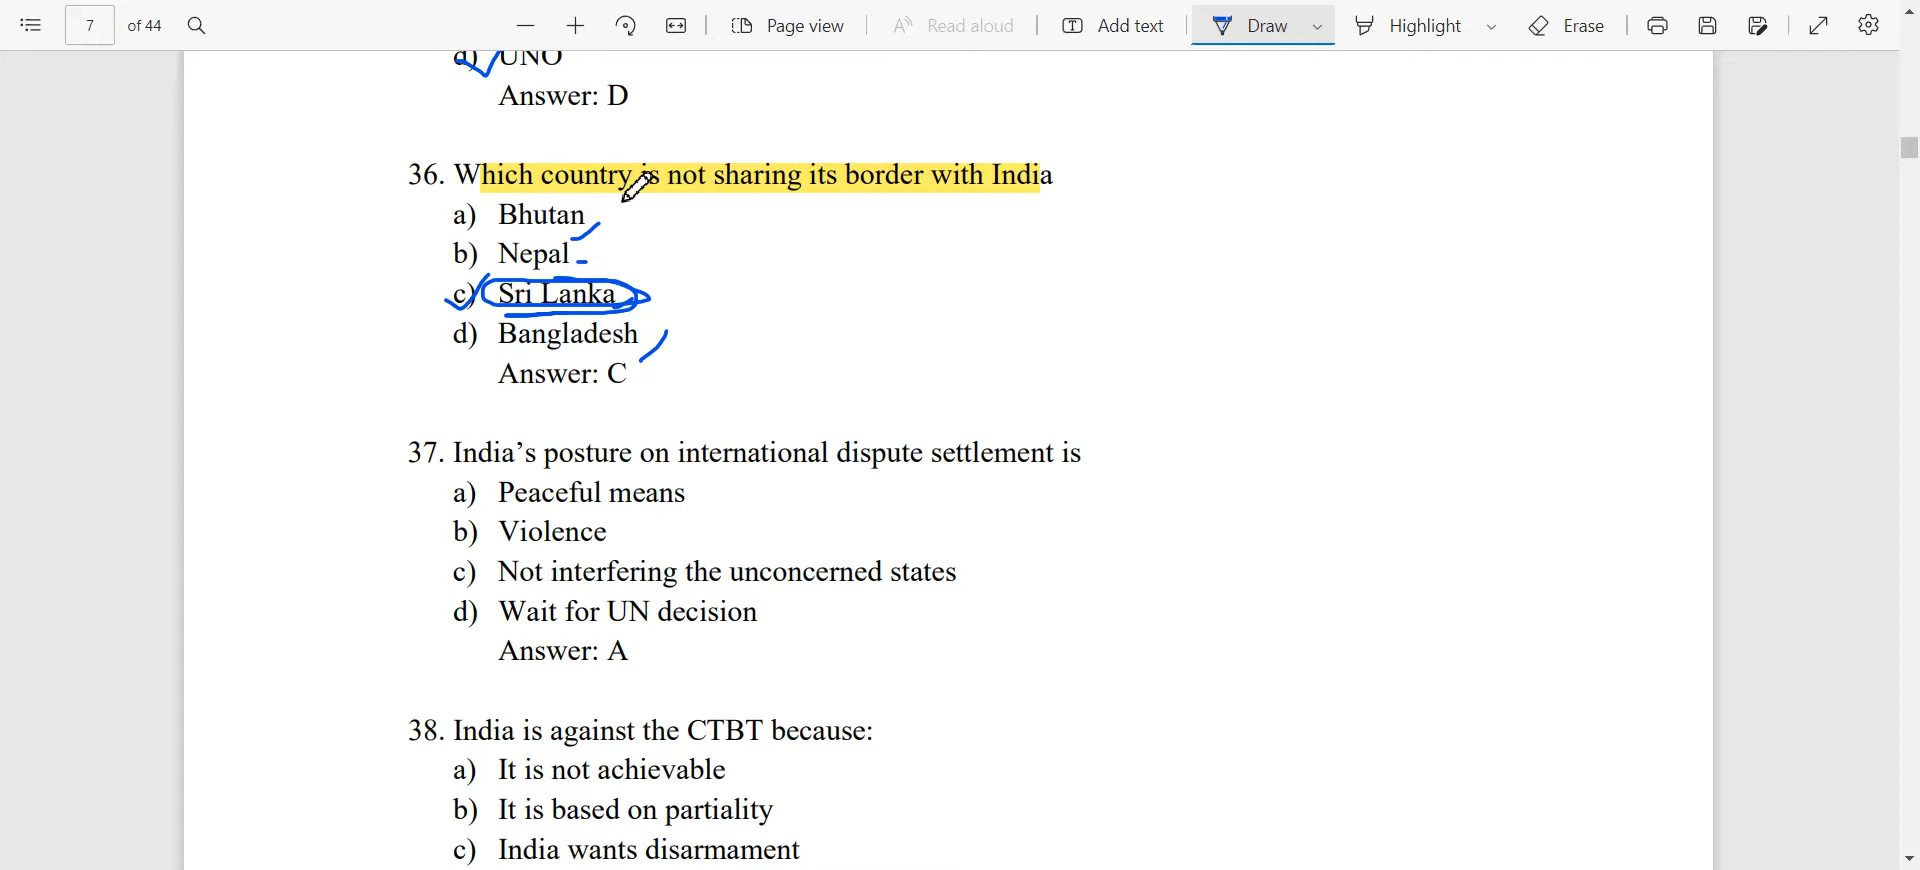 7 of 44 Page view Read aloud Add text Draw Highlight Erase
d) UNO
Answer: D
36. Which country is not sharing its border with India
a) Bhutan
b) Nepal
c) Sri Lanka
d) Bangladesh
Answer: C
37. India’s posture on international dispute settlement is
a) Peaceful means
b) Violence
c) Not interfering the unconcerned states
d) Wait for UN decision
Answer: A
38. India is against the CTBT because:
a) It is not achievable
b) It is based on partiality
c) India wants disarmament